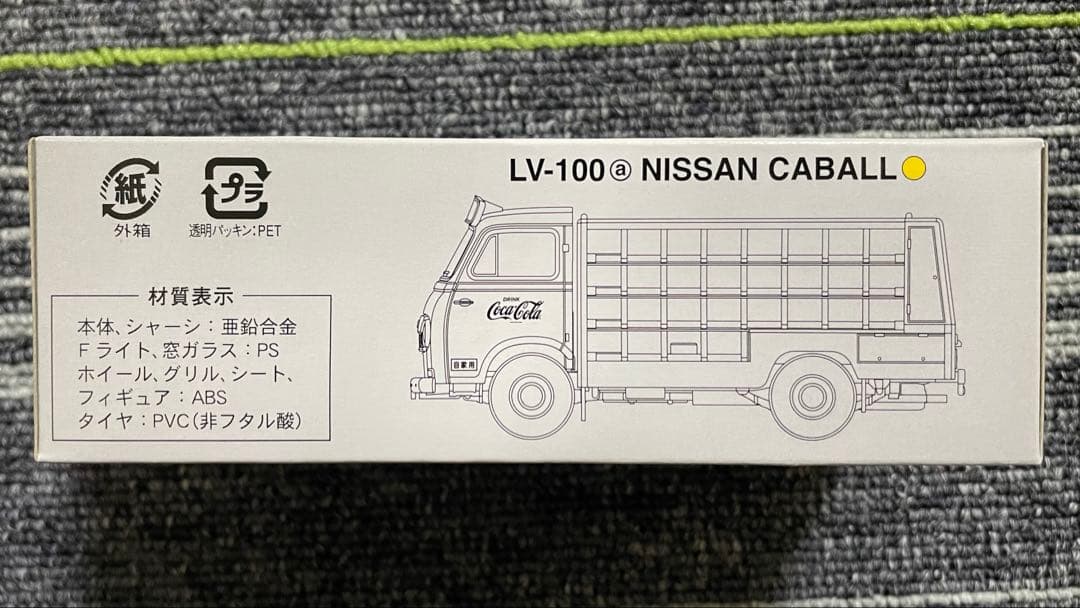 紙
外箱
プラ
透明パッキン:PET
LV-100ⓐ NISSAN CABALL
材質表示
本体、シャーシ：亜鉛合金
Fライト、窓ガラス：PS
ホイール、グリル、シート、
フィギュア：ABS
タイヤ：PVC(非フタル酸)
DRINK
Coca-Cola
自家用